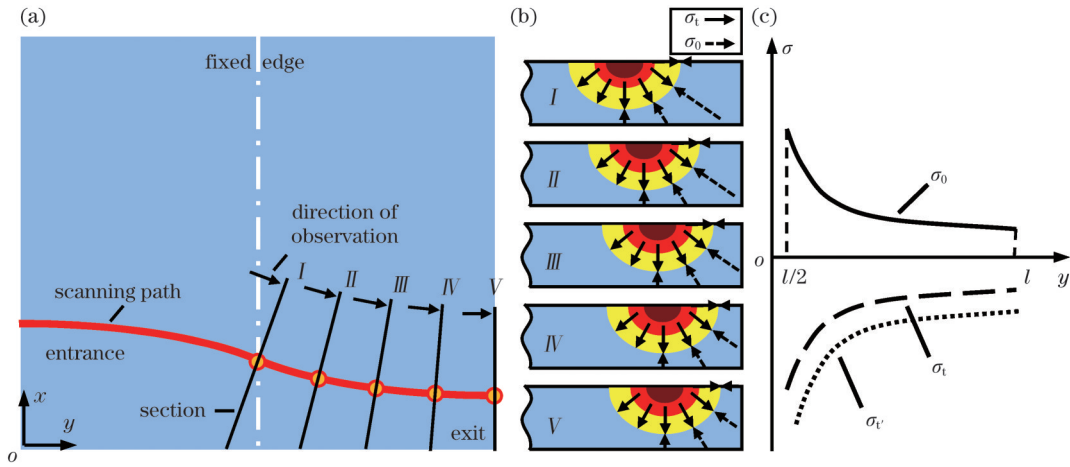 (a)
fixed edge
direction of
observation
I
II
III
IV
V
scanning path
entrance
section
exit
x
y
o
(b)
σt
σ0
I
II
III
IV
V
(c)
σ
σ0
o
l/2
l
y
σt
σt′